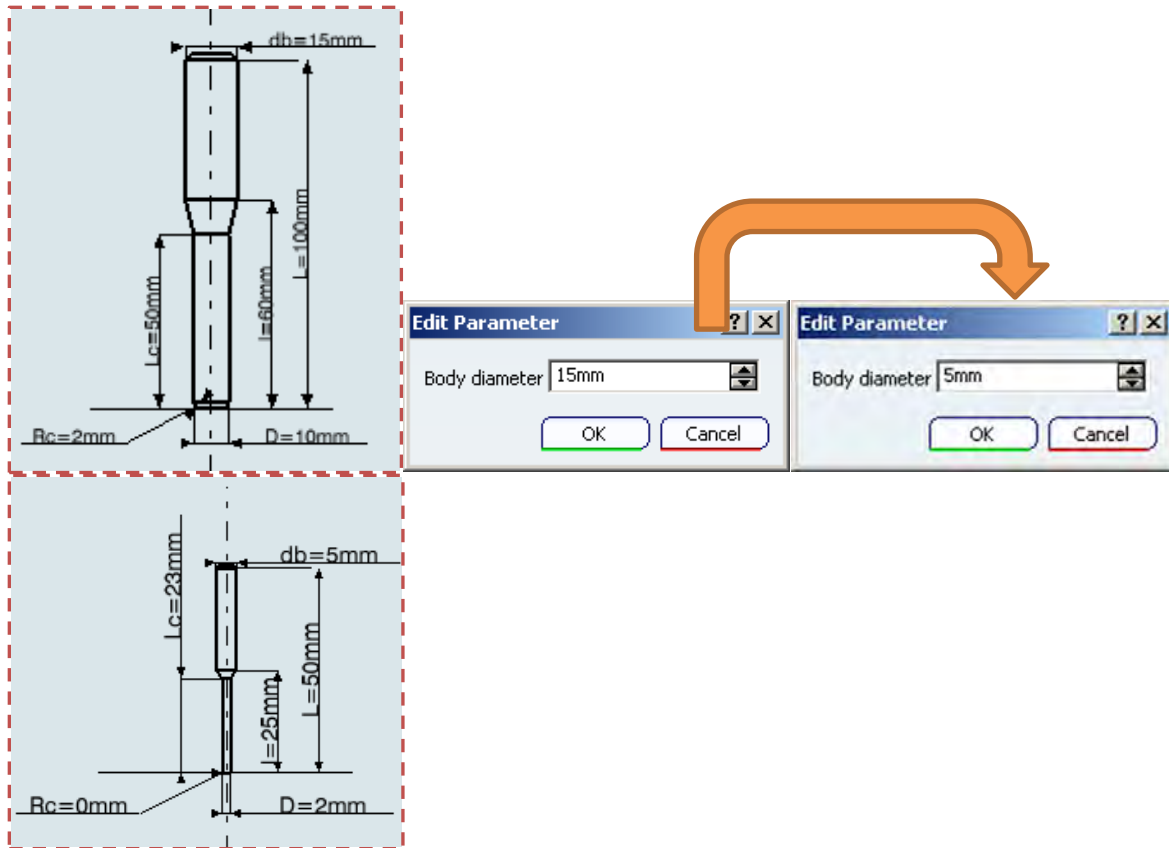 db=15mm
L=100mm
l=60mm
Lc=50mm
Rc=2mm
D=10mm
Edit Parameter
? X
Body diameter 15mm
OK Cancel
Edit Parameter
? X
Body diameter 5mm
OK Cancel
db=5mm
Lc=23mm
L=50mm
l=25mm
Rc=0mm
D=2mm